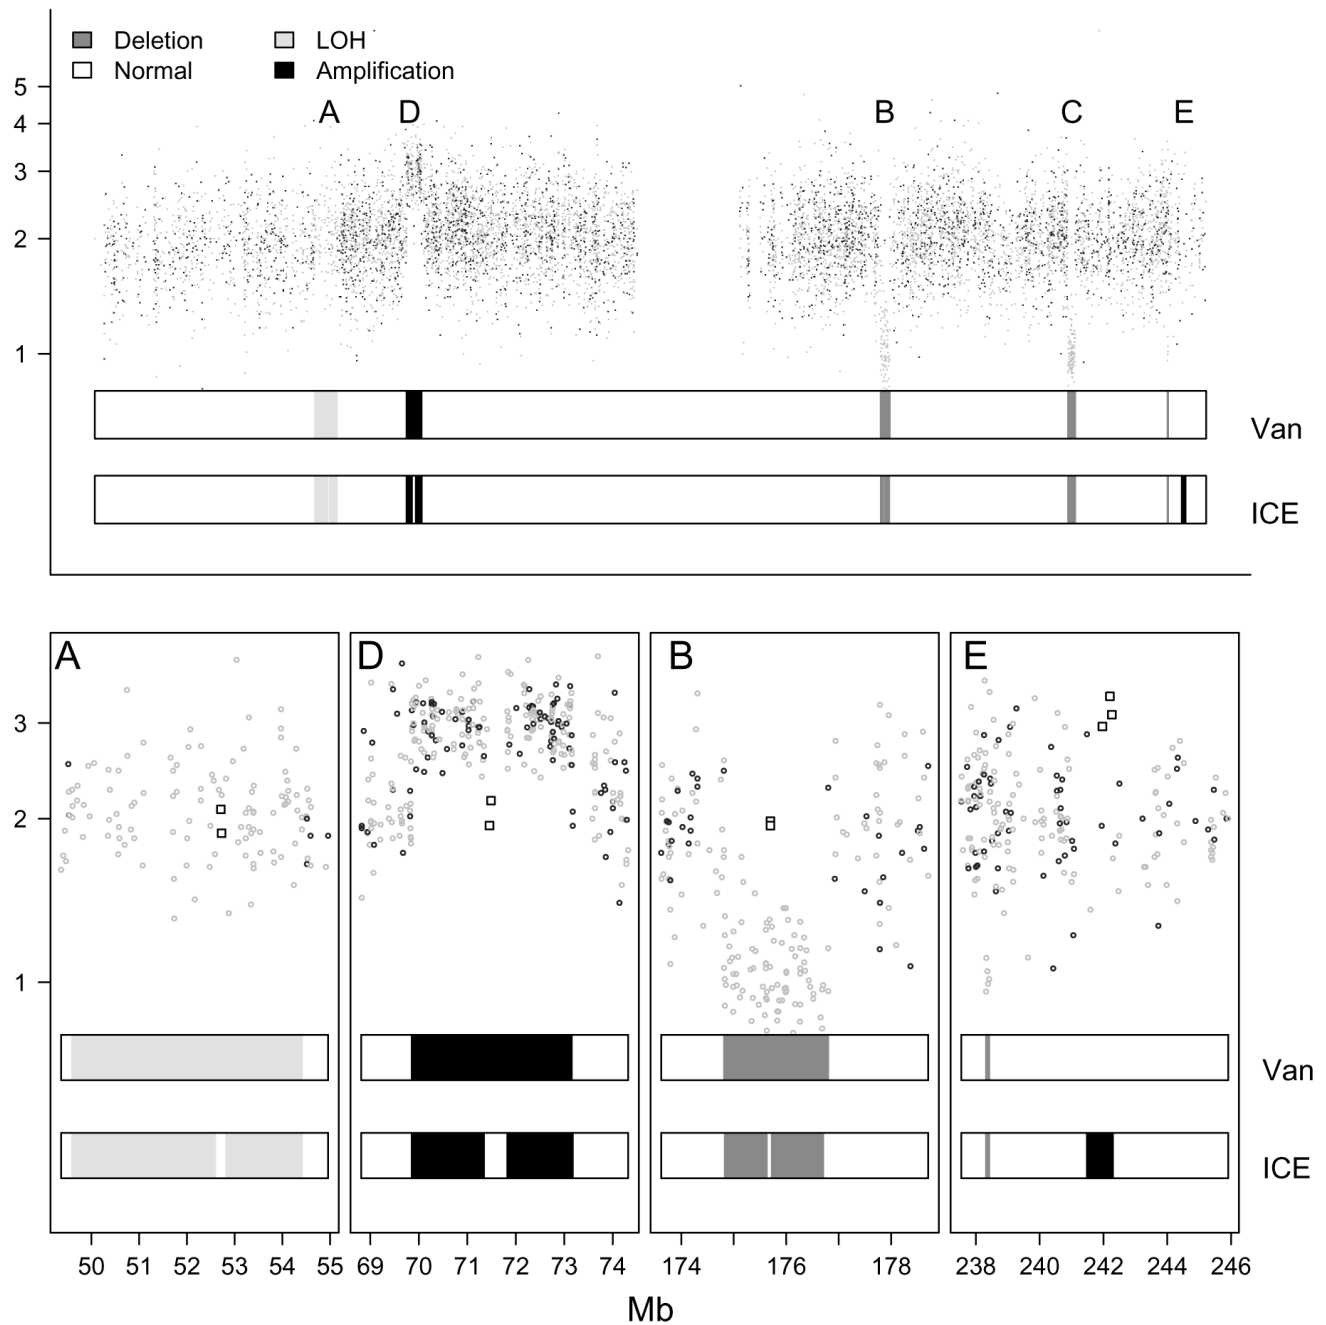 Deletion LOH
Normal Amplification
5
4
3
2
1
A D B C E
Van
ICE
A D B E
3
2
1
Van
ICE
50 51 52 53 54 55 69 70 71 72 73 74 174 176 178 238 240 242 244 246
Mb